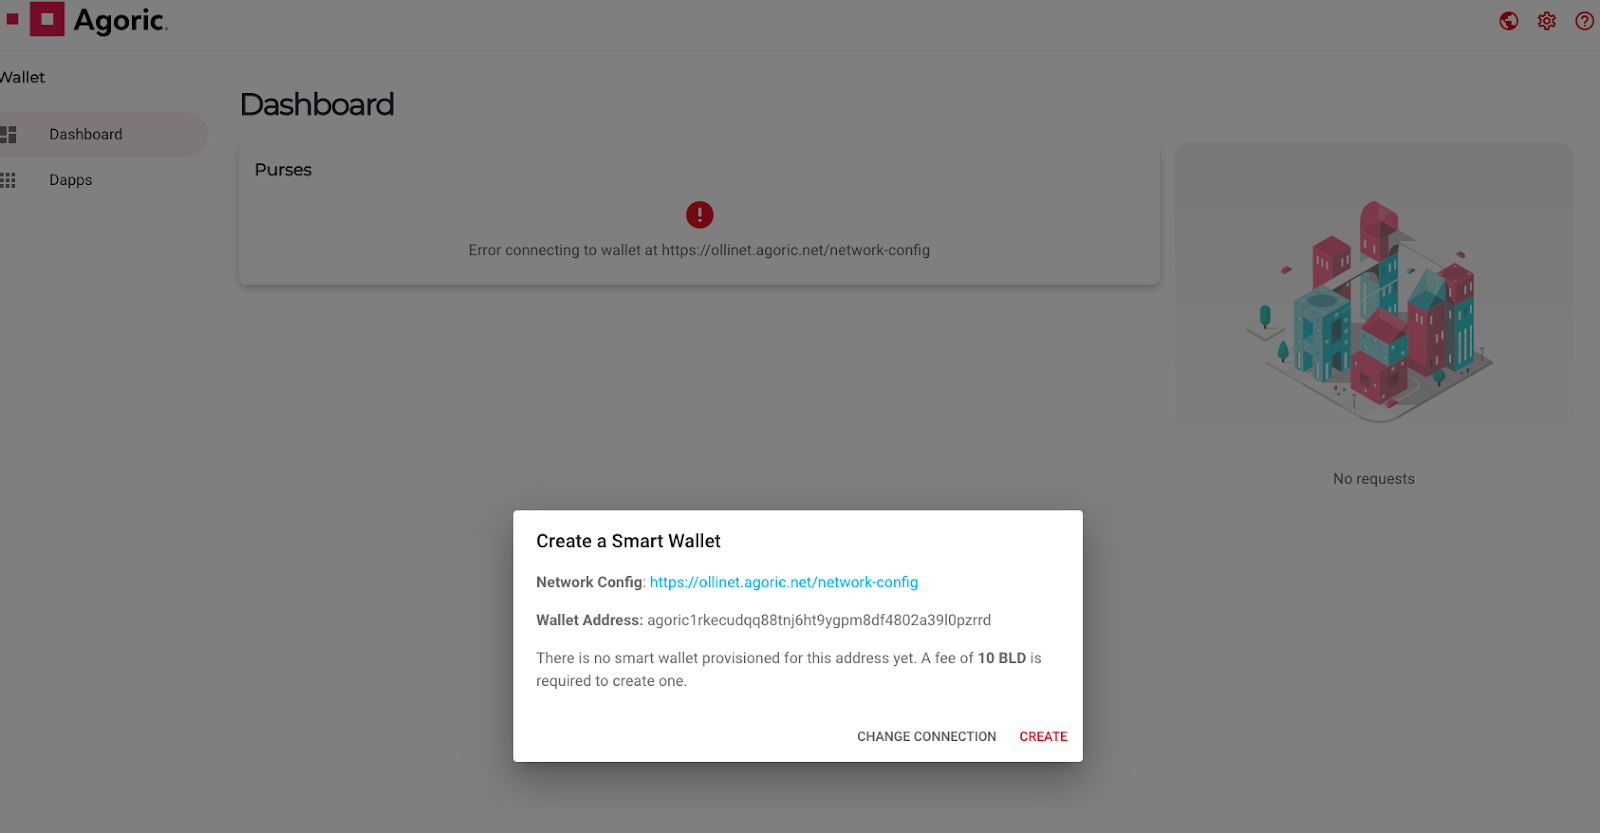 Agoric
Wallet
Dashboard
Dashboard
Dapps
Purses
Error connecting to wallet at https://ollinet.agoric.net/network-config
No requests
Create a Smart Wallet
Network Config: https://ollinet.agoric.net/network-config
Wallet Address: agoric1rkecudqq88tnj6ht9ygpm8df4802a39l0pzrrd
There is no smart wallet provisioned for this address yet. A fee of 10 BLD is
required to create one.
CHANGE CONNECTION CREATE